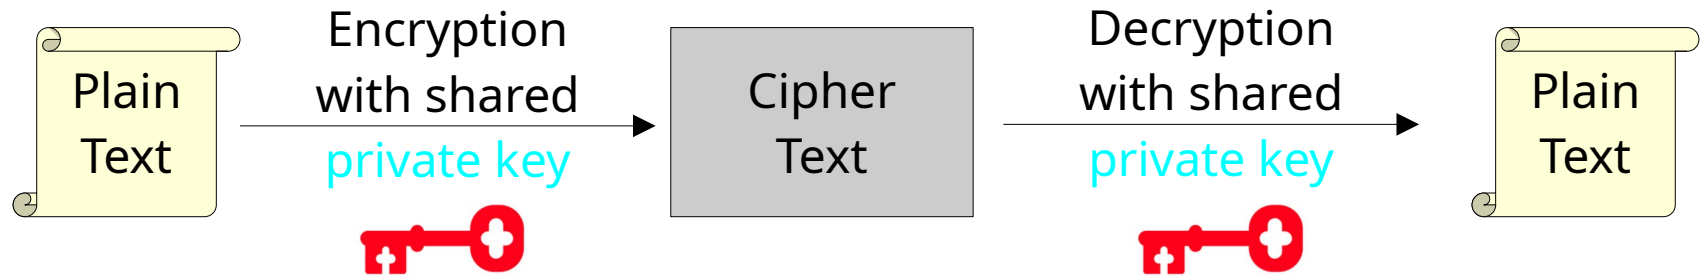 Plain
Text
Encryption
with shared
private key
Cipher
Text
Decryption
with shared
private key
Plain
Text